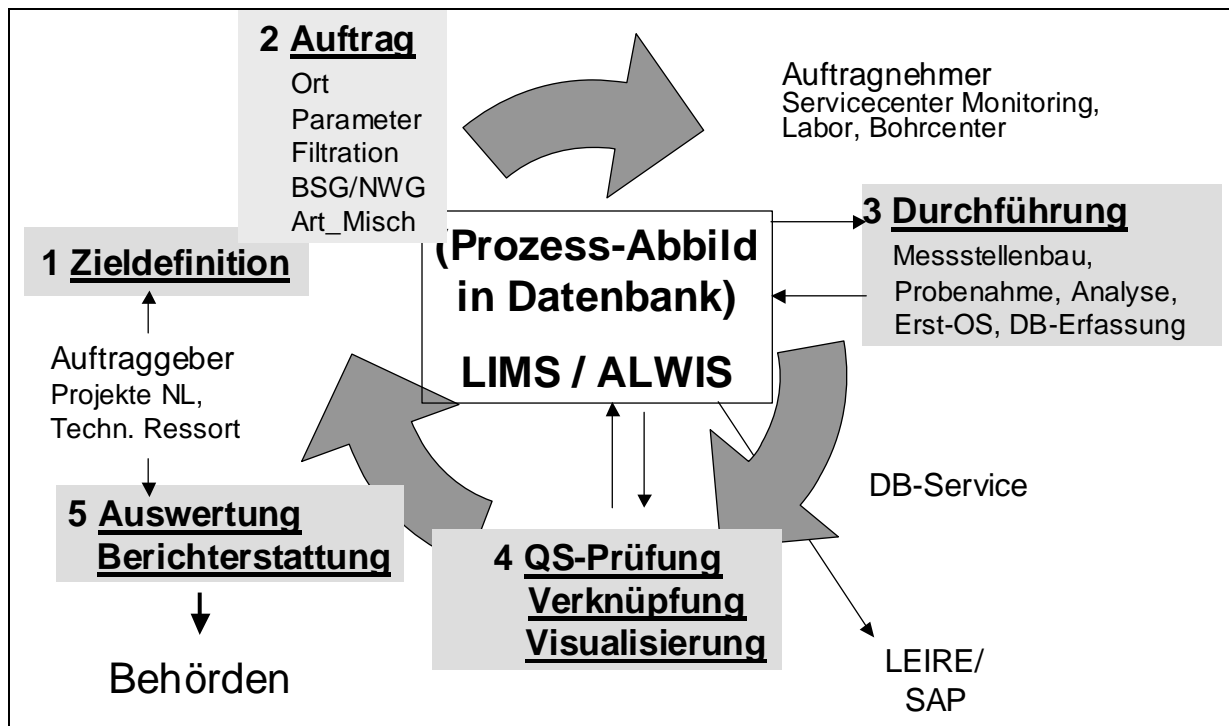 2 Auftrag
Ort
Parameter
Filtration
BSG/NWG
Art_Misch
Auftragnehmer
Servicecenter Monitoring,
Labor, Bohrcenter
3 Durchführung
Messstellenbau,
Probenahme, Analyse,
Erst-OS, DB-Erfassung
1 Zieldefinition
(Prozess-Abbild
in Datenbank)
LIMS / ALWIS
Auftraggeber
Projekte NL,
Techn. Ressort
DB-Service
5 Auswertung
Berichterstattung
4 QS-Prüfung
Verknüpfung
Visualisierung
Behörden
LEIRE/
SAP